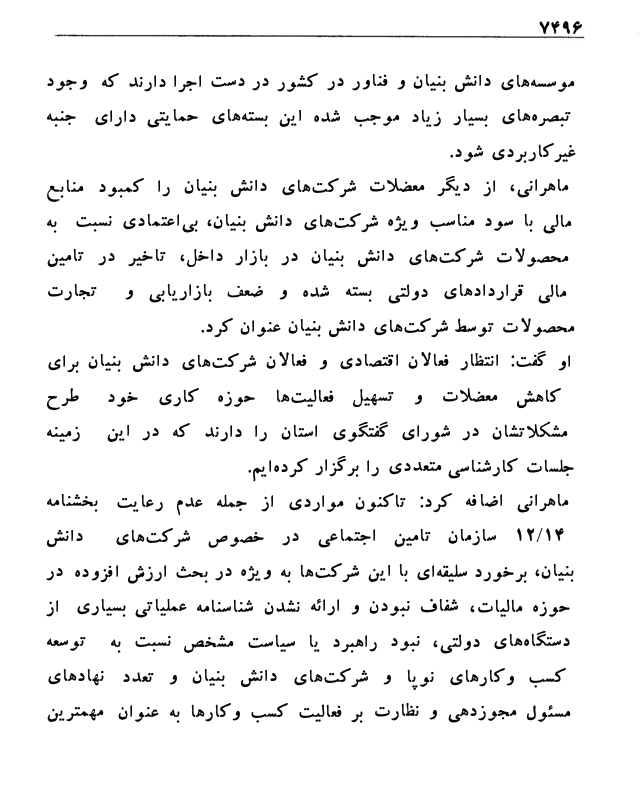 ۷۴۹۶
موسسه‌های دانش بنیان و فناور در کشور در دست اجرا دارند که وجود
تبصره‌های بسیار زیاد موجب شده این بسته‌های حمایتی دارای جنبه
غیرکاربردی شود.
ماهرانی، از دیگر معضلات شرکت‌های دانش بنیان را کمبود منابع
مالی با سود مناسب ویژه شرکت‌های دانش بنیان، بی‌اعتمادی نسبت به
محصولات شرکت‌های دانش بنیان در بازار داخل، تاخیر در تامین
مالی قراردادهای دولتی بسته شده و ضعف بازاریابی و تجارت
محصولات توسط شرکت‌های دانش بنیان عنوان کرد.
او گفت: انتظار فعالان اقتصادی و فعالان شرکت‌های دانش بنیان برای
کاهش معضلات و تسهیل فعالیت‌ها حوزه کاری خود طرح
مشکلاتشان در شورای گفتگوی استان را دارند که در این زمینه
جلسات کارشناسی متعددی را برگزار کرده‌ایم.
ماهرانی اضافه کرد: تاکنون مواردی از جمله عدم رعایت بخشنامه
۱۲/۱۴ سازمان تامین اجتماعی در خصوص شرکت‌های دانش
بنیان، برخورد سلیقه‌ای با این شرکت‌ها به ویژه در بحث ارزش افزوده در
حوزه مالیات، شفاف نبودن و ارائه نشدن شناسنامه عملیاتی بسیاری از
دستگاه‌های دولتی، نبود راهبرد یا سیاست مشخص نسبت به توسعه
کسب وکارهای نوپا و شرکت‌های دانش بنیان و تعدد نهادهای
مسئول مجوزدهی و نظارت بر فعالیت کسب وکارها به عنوان مهمترین